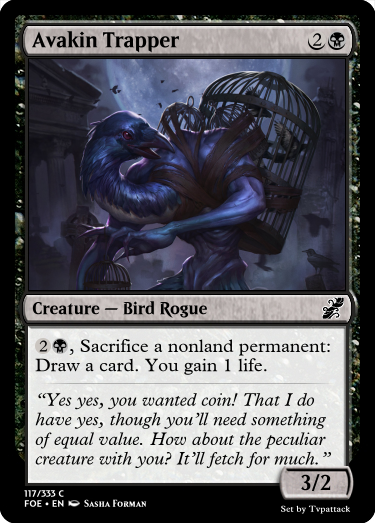 Avakin Trapper 2
Creature — Bird Rogue
2, Sacrifice a nonland permanent:
Draw a card. You gain 1 life.
“Yes yes, you wanted coin! That I do
have yes, though you’ll need something
of equal value. How about the peculiar
creature with you? It’ll fetch for much.”
3/2
117/333 C
FOE • EN Sasha Forman
Set by Tvpattack